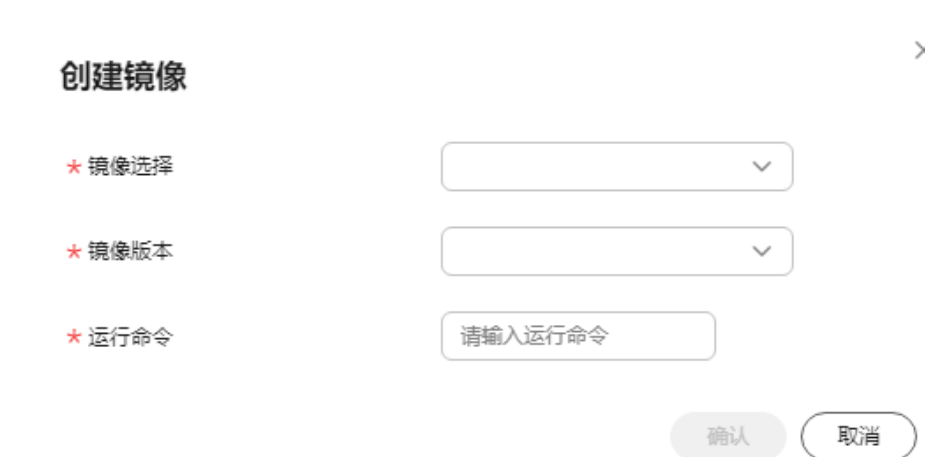 创建镜像
* 镜像选择
* 镜像版本
* 运行命令 请输入运行命令
确认 取消